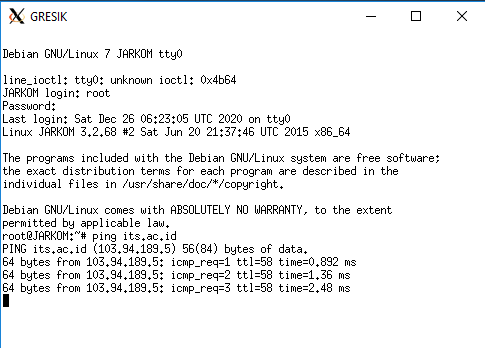 GRESIK
Debian GNU/Linux 7 JARKOM tty0
line_ioctl: tty0: unknown ioctl: 0x4b64
JARKOM login: root
Password:
Last login: Sat Dec 26 06:23:05 UTC 2020 on tty0
Linux JARKOM 3.2.68 #2 Sat Jun 20 21:37:46 UTC 2015 x86_64
The programs included with the Debian GNU/Linux system are free software;
the exact distribution terms for each program are described in the
individual files in /usr/share/doc/*/copyright.
Debian GNU/Linux comes with ABSOLUTELY NO WARRANTY, to the extent
permitted by applicable law.
root@JARKOM:~# ping its.ac.id
PING its.ac.id (103.94.189.5) 56(84) bytes of data.
64 bytes from 103.94.189.5: icmp_req=1 ttl=58 time=0.892 ms
64 bytes from 103.94.189.5: icmp_req=2 ttl=58 time=1.36 ms
64 bytes from 103.94.189.5: icmp_req=3 ttl=58 time=2.48 ms